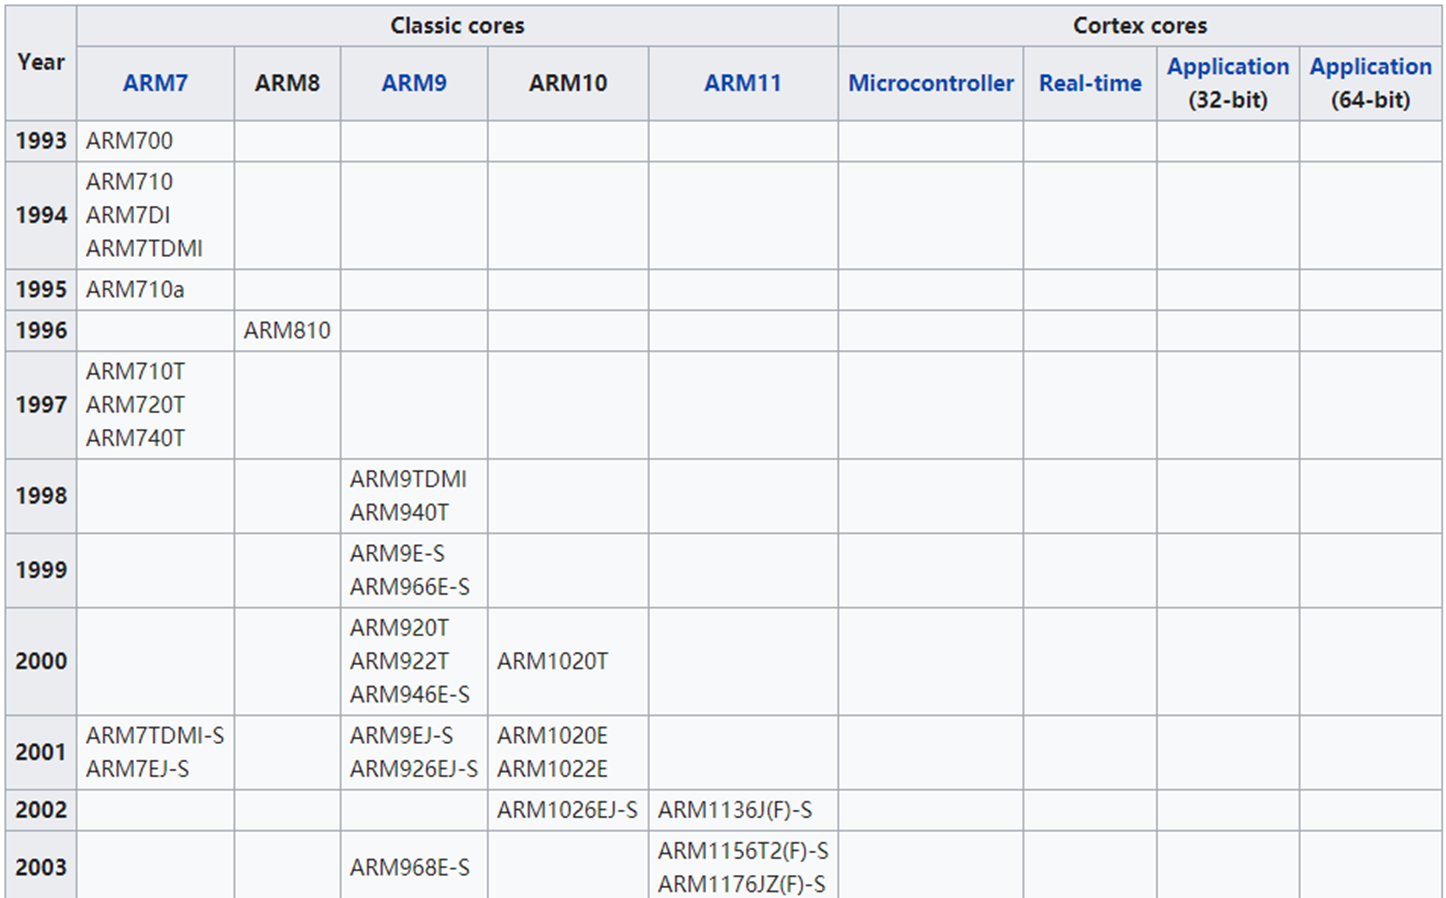 Classic cores Cortex cores
Year
ARM7 ARM8 ARM9 ARM10 ARM11 Microcontroller Real-time Application (32-bit) Application (64-bit)
1993 ARM700
1994 ARM710
ARM7DI
ARM7TDMI
1995 ARM710a
1996 ARM810
1997 ARM710T
ARM720T
ARM740T
1998 ARM9TDMI
ARM940T
1999 ARM9E-S
ARM966E-S
2000 ARM920T
ARM922T
ARM946E-S
ARM1020T
2001 ARM7TDMI-S
ARM7EJ-S
ARM9EJ-S
ARM926EJ-S
ARM1020E
ARM1022E
2002 ARM1026EJ-S ARM1136J(F)-S
2003 ARM968E-S ARM1156T2(F)-S
ARM1176JZ(F)-S